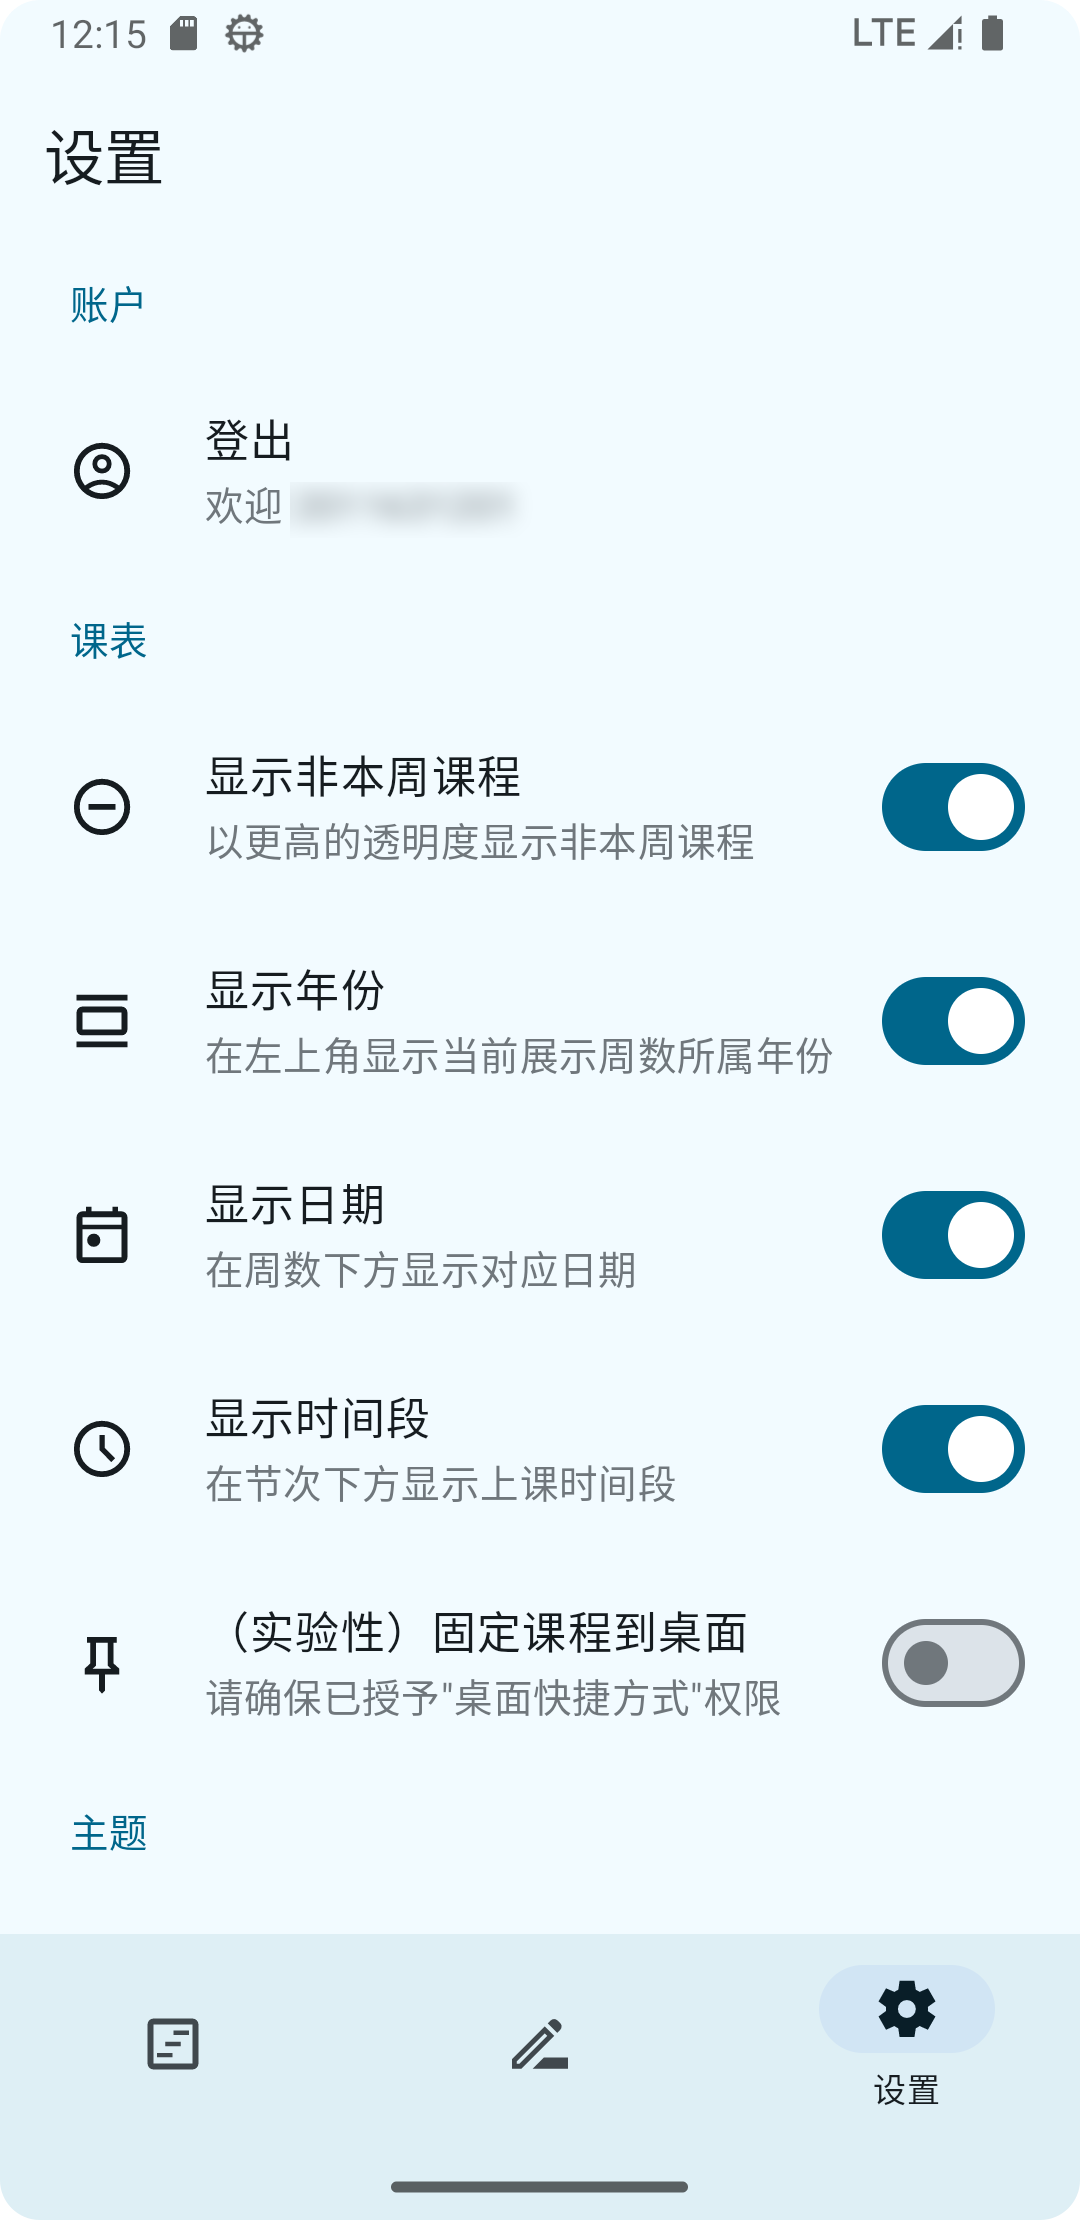 12:15
LTE
设置
账户
登出
欢迎
课表
显示非本周课程
以更高的透明度显示非本周课程
显示年份
在左上角显示当前展示周数所属年份
显示日期
在周数下方显示对应日期
显示时间段
在节次下方显示上课时间段
（实验性）固定课程到桌面
请确保已授予"桌面快捷方式"权限
主题
设置